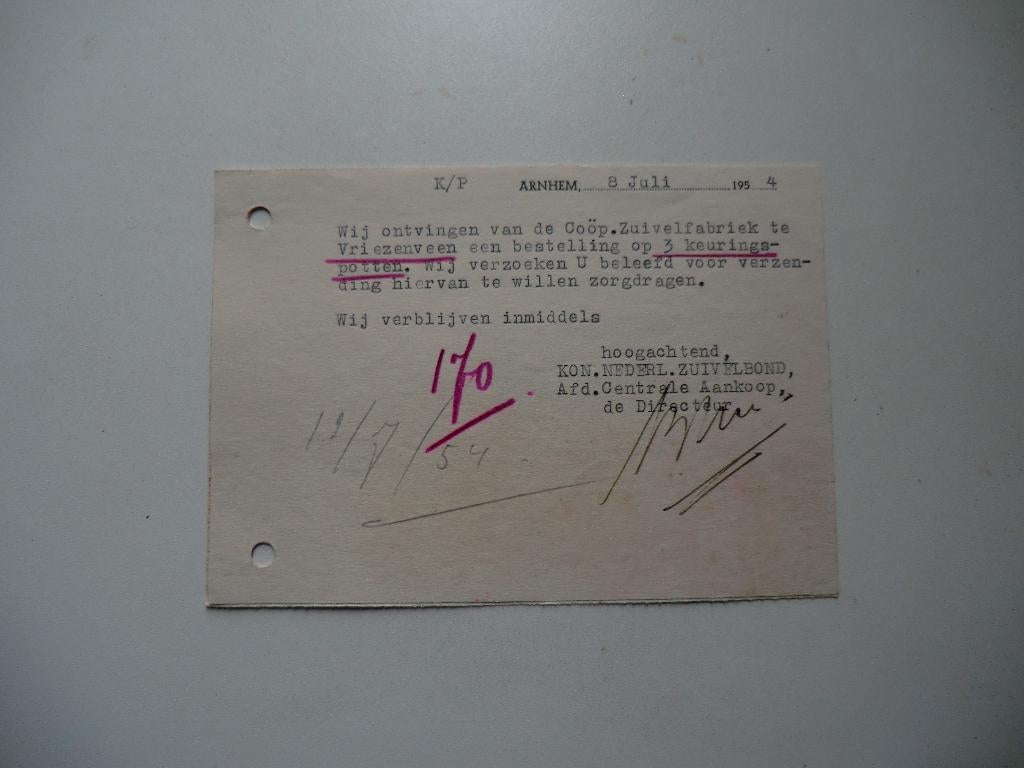 K/P ARNHEM, 8 Juli 1954
Wij ontvingen van de Coöp.Zuivelfabriek te
Vriezenveen een bestelling op 3 keurings-
potten. Wij verzoeken U beleefd voor verzen-
ding hiervan te willen zorgdragen.
Wij verblijven inmiddels
hoogachtend,
KON.NEDERL.ZUIVELBOND,
Afd.Centrale Aankoop,,
de Directeur
170
12/7/54